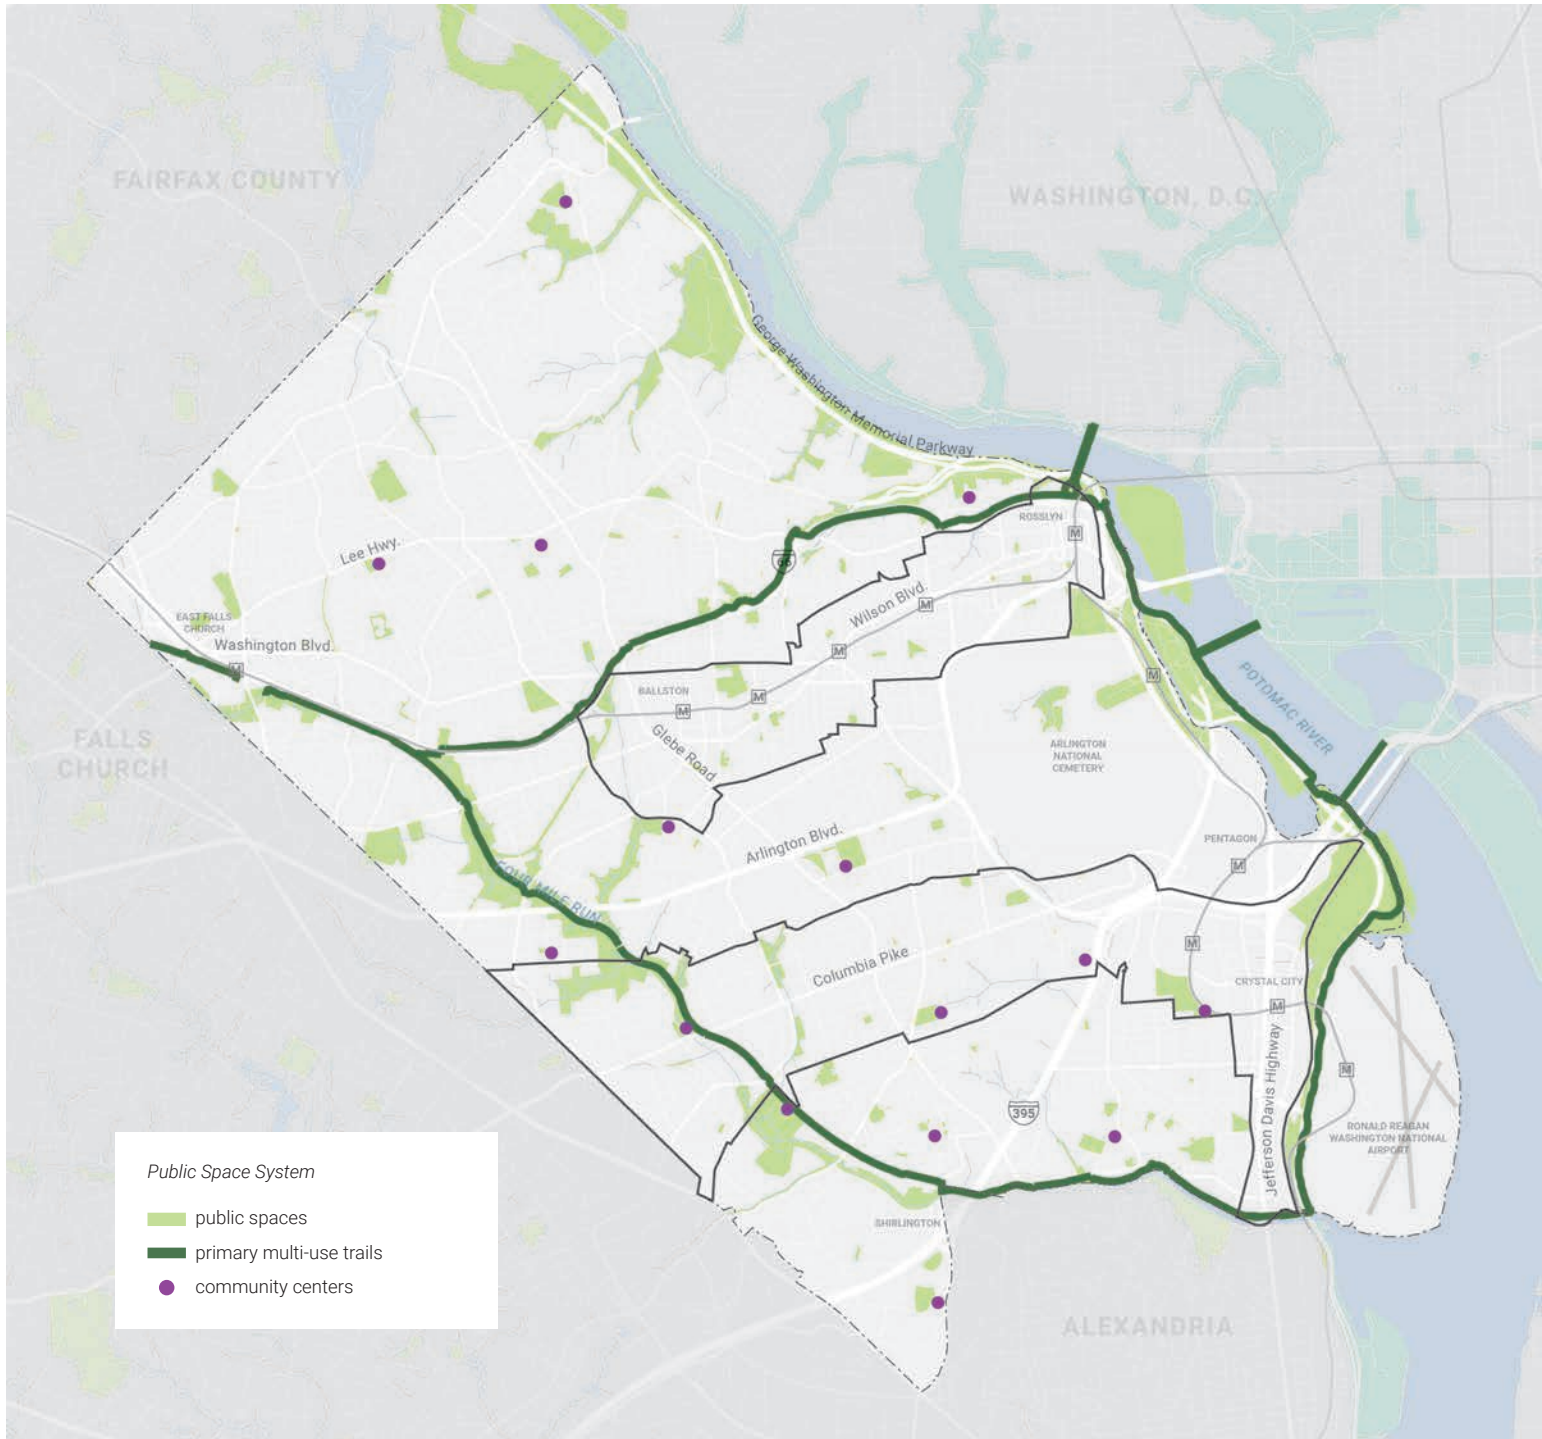 FAIRFAX COUNTY
WASHINGTON, D.C.
George Washington Memorial Parkway
ROSSLYN
M
Lee Hwy.
66
Wilson Blvd.
M
EAST FALLS
CHURCH
Washington Blvd.
M
M
BALLSTON
M
M
M
POTOMAC RIVER
Glebe Road
FALLS
CHURCH
ARLINGTON
NATIONAL
CEMETERY
Arlington Blvd.
PENTAGON
M
FOUR MILE RUN
Columbia Pike
M
CRYSTAL CITY
M
Jefferson Davis Highway
M
395
RONALD REAGAN
WASHINGTON NATIONAL
AIRPORT
SHIRLINGTON
ALEXANDRIA
Public Space System
public spaces
primary multi-use trails
community centers